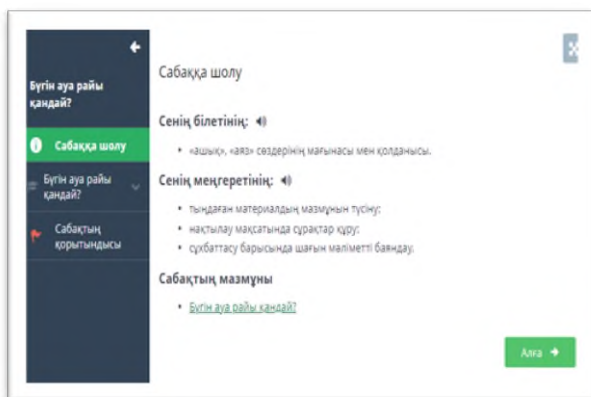 Бүгін ауа райы
қандай?
Сабаққа шолу
Бүгін ауа райы
қандай?
Сабақтың
қорытындысы
Сабаққа шолу
Сенің білетінің:
«ашық», «аяз» сөздерінің мағынасы мен қолданысы.
Сенің меңгеретінің:
тыңдаған материалдың мазмұнын түсіну;
нақтылау мақсатында сұрақтар құру;
сұхбаттасу барысында шағын мәліметті баяндау.
Сабақтың мазмұны
Бүгін ауа райы қандай?
Алға